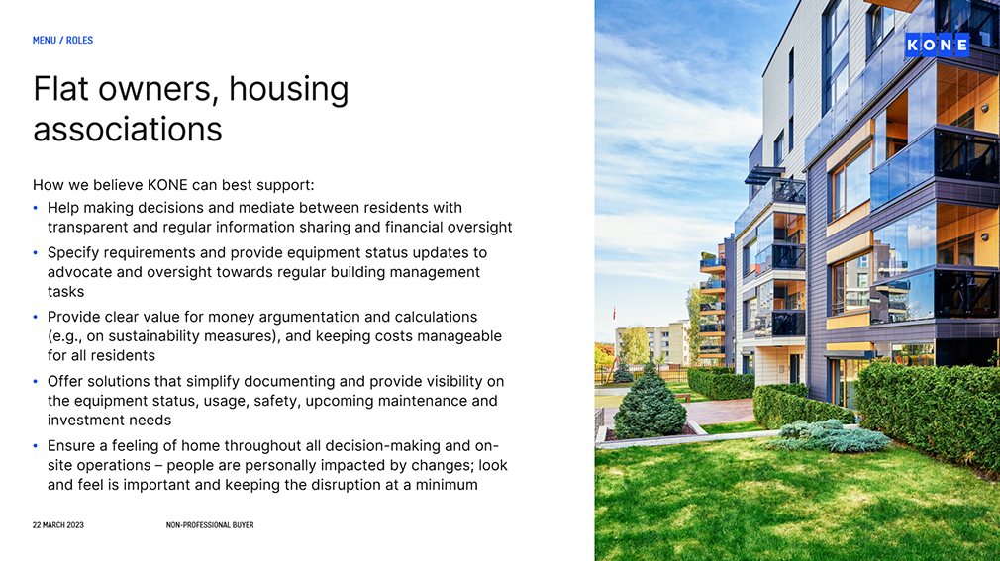 MENU / ROLES
KONE
Flat owners, housing
associations
How we believe KONE can best support:
• Help making decisions and mediate between residents with
transparent and regular information sharing and financial oversight
• Specify requirements and provide equipment status updates to
advocate and oversight towards regular building management
tasks
• Provide clear value for money argumentation and calculations
(e.g., on sustainability measures), and keeping costs manageable
for all residents
• Offer solutions that simplify documenting and provide visibility on
the equipment status, usage, safety, upcoming maintenance and
investment needs
• Ensure a feeling of home throughout all decision-making and on-
site operations – people are personally impacted by changes; look
and feel is important and keeping the disruption at a minimum
22 MARCH 2023
NON-PROFESSIONAL BUYER